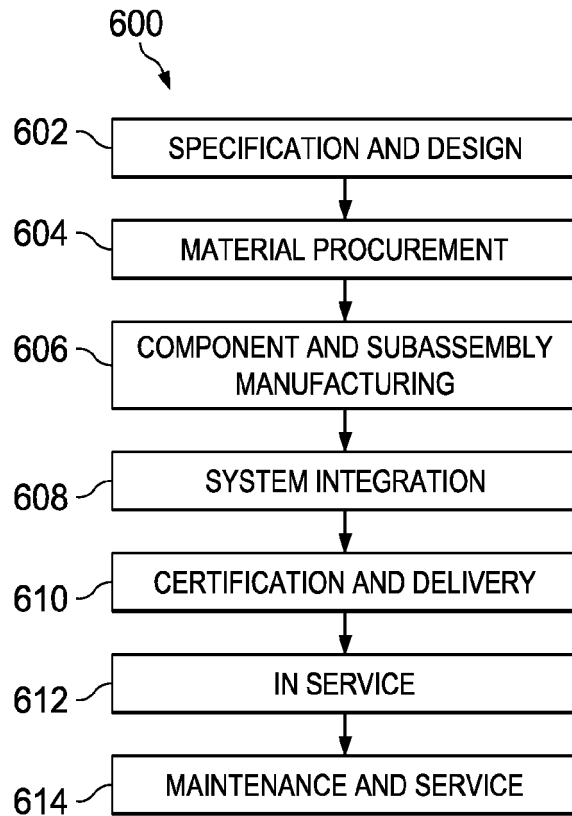 600
602
SPECIFICATION AND DESIGN
604
MATERIAL PROCUREMENT
606
COMPONENT AND SUBASSEMBLY
MANUFACTURING
608
SYSTEM INTEGRATION
610
CERTIFICATION AND DELIVERY
612
IN SERVICE
614
MAINTENANCE AND SERVICE